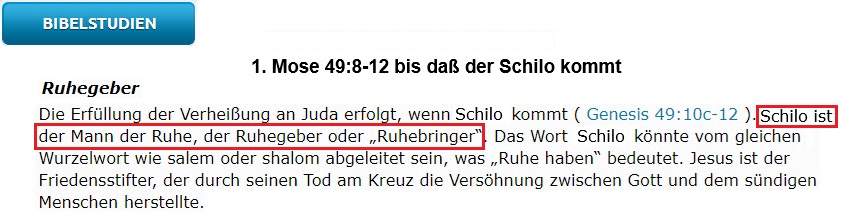 BIBELSTUDIEN
1. Mose 49:8-12 bis daß der Schilo kommt
Ruhegeber
Die Erfüllung der Verheißung an Juda erfolgt, wenn Schilo kommt ( Genesis 49:10c-12 ). Schilo ist
der Mann der Ruhe, der Ruhegeber oder „Ruhebringer“. Das Wort Schilo könnte vom gleichen
Wurzelwort wie salem oder shalom abgeleitet sein, was „Ruhe haben“ bedeutet. Jesus ist der
Friedensstifter, der durch seinen Tod am Kreuz die Versöhnung zwischen Gott und dem sündigen
Menschen herstellte.